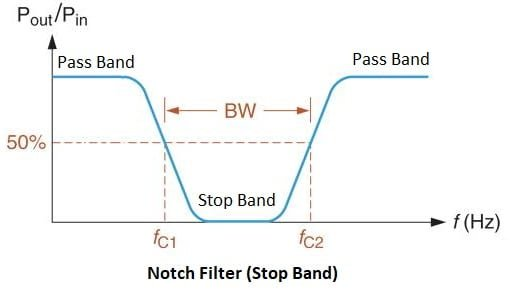 Pout/Pin
Pass Band
Pass Band
BW
50%
Stop Band
fC1
fC2
f (Hz)
Notch Filter (Stop Band)